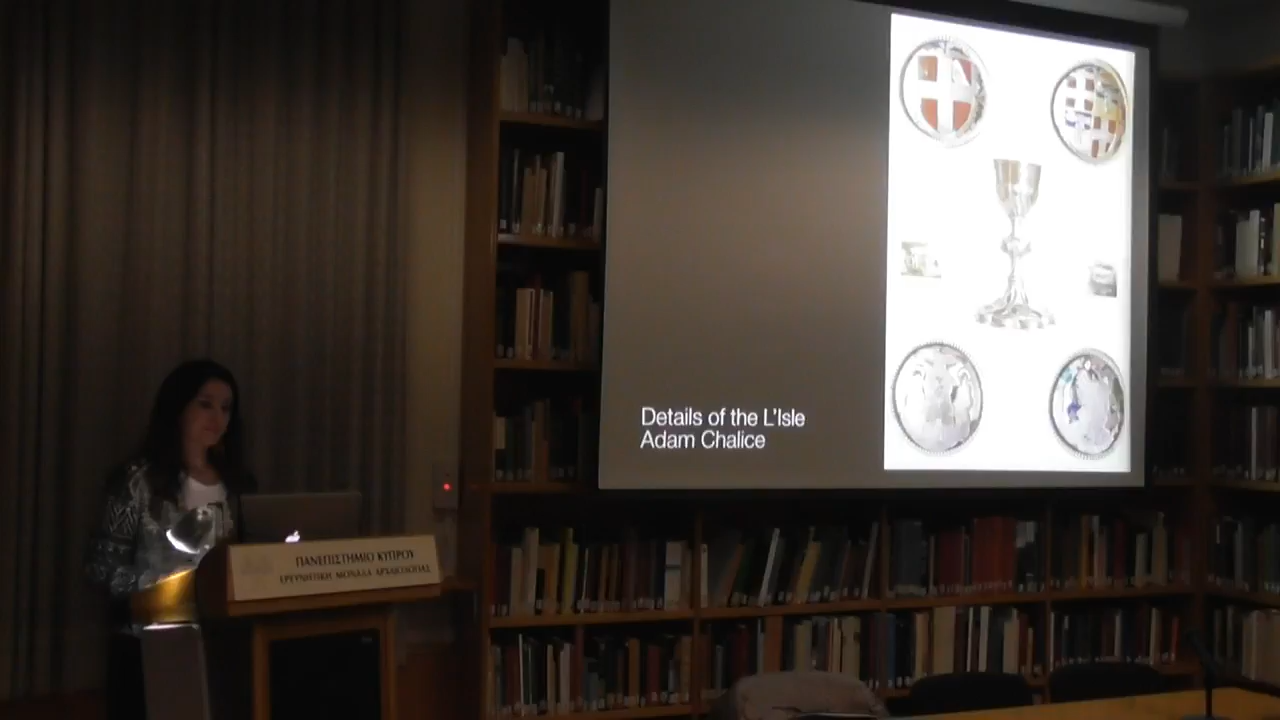 Details of the L'Isle
Adam Chalice
ΠΑΝΕΠΙΣΤΗΜΙΟ ΚΥΠΡΟΥ
ΕΡΕΥΝΗΤΙΚΗ ΜΟΝΑΔΑ ΑΡΧΑΙΟΛΟΓΙΑΣ